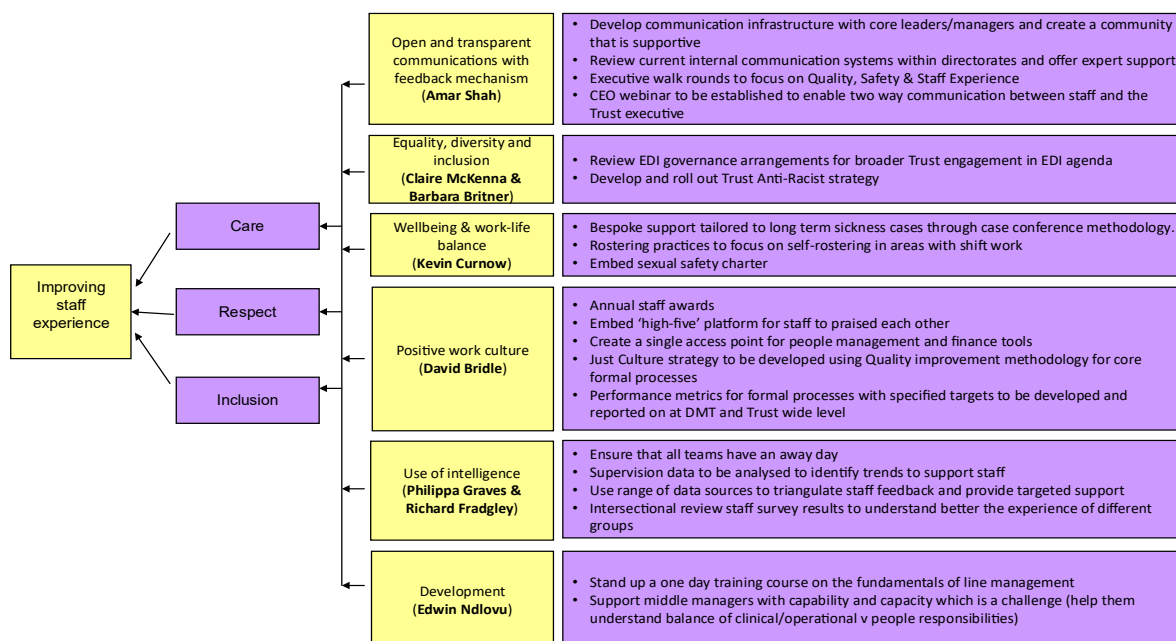 Improving
staff
experience
Care
Respect
Inclusion
Open and transparent
communications with
feedback mechanism
(Amar Shah)
• Develop communication infrastructure with core leaders/managers and create a community
that is supportive
• Review current internal communication systems within directorates and offer expert support
• Executive walk rounds to focus on Quality, Safety & Staff Experience
• CEO webinar to be established to enable two way communication between staff and the
Trust executive
Equality, diversity and
inclusion
(Claire McKenna &
Barbara Britner)
• Review EDI governance arrangements for broader Trust engagement in EDI agenda
• Develop and roll out Trust Anti-Racist strategy
Wellbeing & work-life
balance
(Kevin Curnow)
• Bespoke support tailored to long term sickness cases through case conference methodology.
• Rostering practices to focus on self-rostering in areas with shift work
• Embed sexual safety charter
Positive work culture
(David Bridle)
• Annual staff awards
• Embed ‘high-five’ platform for staff to praised each other
• Create a single access point for people management and finance tools
• Just Culture strategy to be developed using Quality improvement methodology for core
formal processes
• Performance metrics for formal processes with specified targets to be developed and
reported on at DMT and Trust wide level
Use of intelligence
(Philippa Graves &
Richard Fradgley)
• Ensure that all teams have an away day
• Supervision data to be analysed to identify trends to support staff
• Use range of data sources to triangulate staff feedback and provide targeted support
• Intersectional review staff survey results to understand better the experience of different
groups
Development
(Edwin Ndlovu)
• Stand up a one day training course on the fundamentals of line management
• Support middle managers with capability and capacity which is a challenge (help them
understand balance of clinical/operational v people responsibilities)